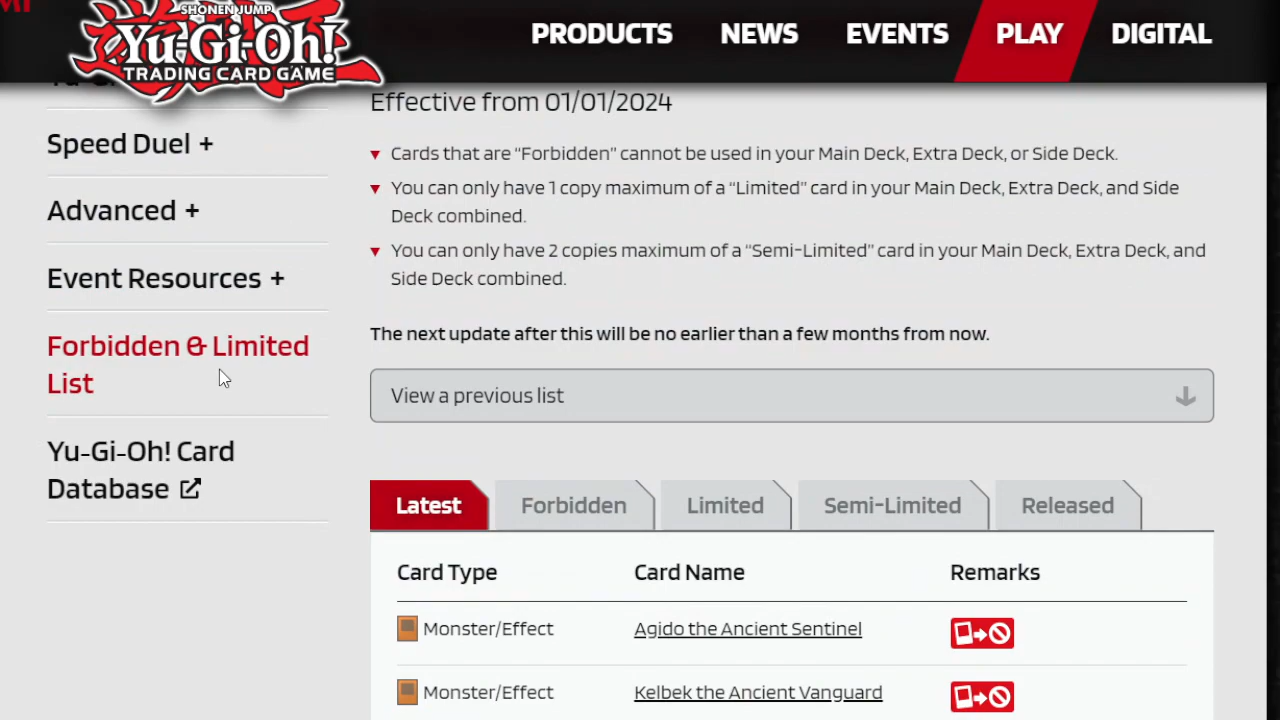 SHONEN JUMP
Yu-Gi-Oh!
TRADING CARD GAME
PRODUCTS
NEWS
EVENTS
PLAY
DIGITAL
Speed Duel +
Advanced +
Event Resources +
Forbidden & Limited
List
Yu-Gi-Oh! Card
Database
Effective from 01/01/2024
Cards that are “Forbidden” cannot be used in your Main Deck, Extra Deck, or Side Deck.
You can only have 1 copy maximum of a “Limited” card in your Main Deck, Extra Deck, and Side
Deck combined.
You can only have 2 copies maximum of a “Semi-Limited” card in your Main Deck, Extra Deck, and
Side Deck combined.
The next update after this will be no earlier than a few months from now.
View a previous list
Latest
Forbidden
Limited
Semi-Limited
Released
Card Type
Card Name
Remarks
Monster/Effect
Agido the Ancient Sentinel
Monster/Effect
Kelbek the Ancient Vanguard